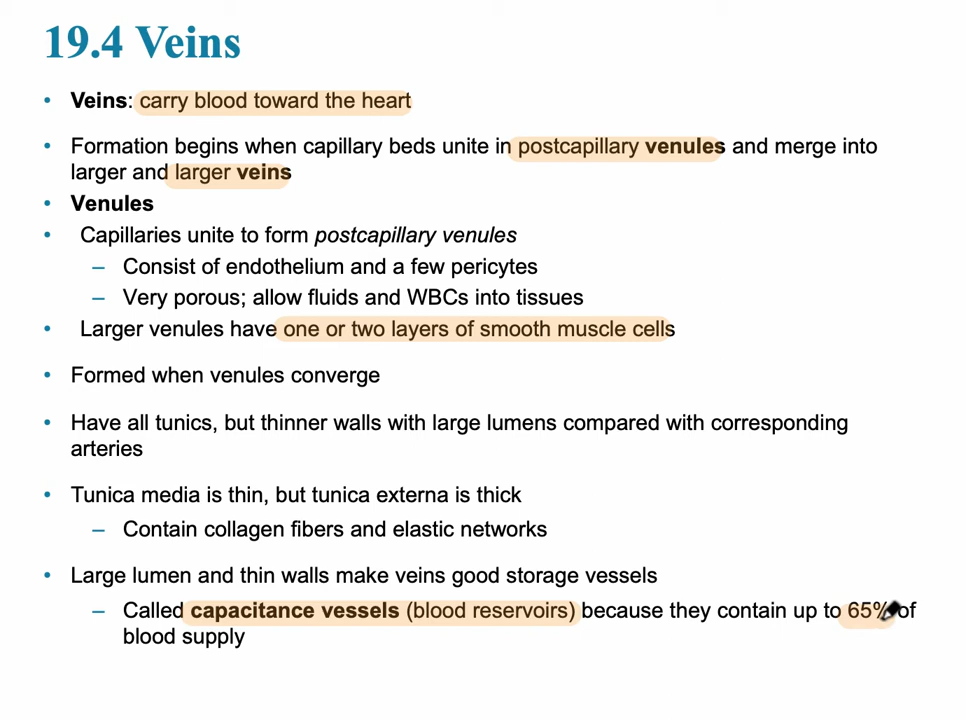 19.4 Veins
• Veins: carry blood toward the heart
• Formation begins when capillary beds unite in postcapillary venules and merge into
larger and larger veins
• Venules
• Capillaries unite to form postcapillary venules
– Consist of endothelium and a few pericytes
– Very porous; allow fluids and WBCs into tissues
• Larger venules have one or two layers of smooth muscle cells
• Formed when venules converge
• Have all tunics, but thinner walls with large lumens compared with corresponding
arteries
• Tunica media is thin, but tunica externa is thick
– Contain collagen fibers and elastic networks
• Large lumen and thin walls make veins good storage vessels
– Called capacitance vessels (blood reservoirs) because they contain up to 65% of
blood supply